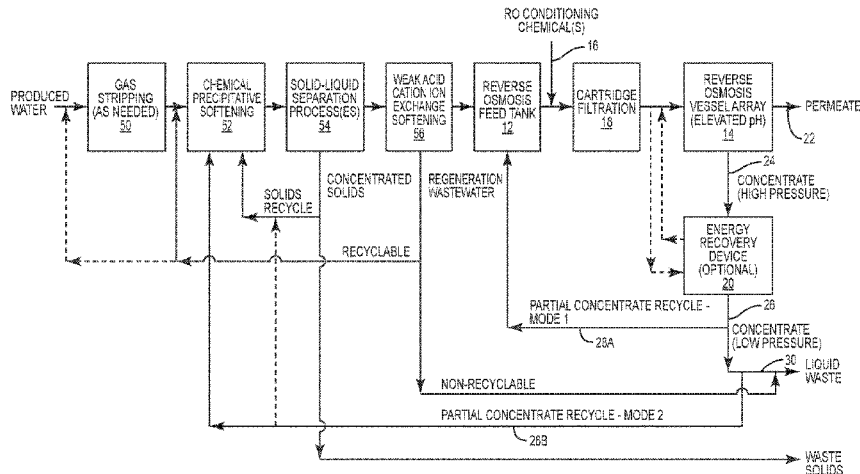 RO CONDITIONING
CHEMICAL(S)
16
PRODUCED
WATER
GAS
STRIPPING
(AS NEEDED)
50
CHEMICAL
PRECIPITATIVE
SOFTENING
52
SOLID-LIQUID
SEPARATION
PROCESS(ES)
54
WEAK ACID
CATION ION
EXCHANGE
SOFTENING
56
REVERSE
OSMOSIS
FEED TANK
12
CARTRIDGE
FILTRATION
18
REVERSE
OSMOSIS
VESSEL ARRAY
(ELEVATED pH)
14
PERMEATE
22
24
CONCENTRATE
(HIGH PRESSURE)
CONCENTRATED
SOLIDS
REGENERATION
WASTEWATER
SOLIDS
RECYCLE
RECYCLABLE
ENERGY
RECOVERY
DEVICE
(OPTIONAL)
20
PARTIAL CONCENTRATE RECYCLE -
MODE 1
28A
26
CONCENTRATE
(LOW PRESSURE)
30
LIQUID
WASTE
NON-RECYCLABLE
PARTIAL CONCENTRATE RECYCLE - MODE 2
28B
WASTE
SOLIDS